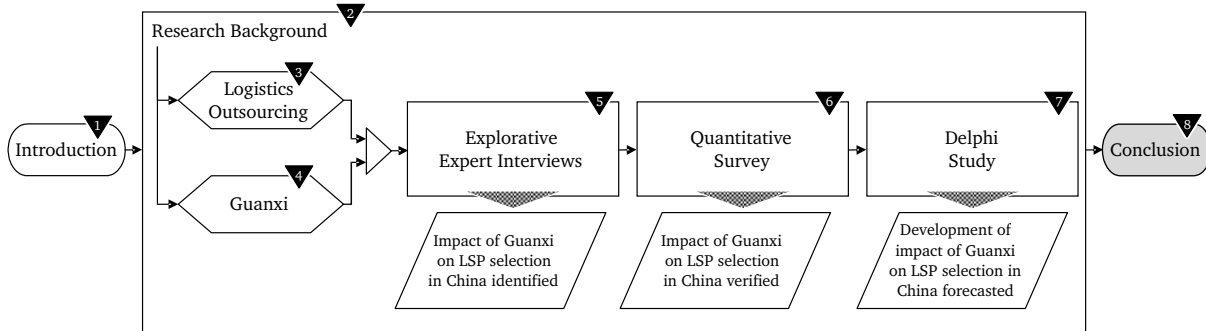 2
Research Background
3
Logistics
Outsourcing
1
Introduction
4
Guanxi
5
Explorative
Expert Interviews
6
Quantitative
Survey
7
Delphi
Study
8
Conclusion
Impact of Guanxi
on LSP selection
in China identified
Impact of Guanxi
on LSP selection
in China verified
Development of
impact of Guanxi
on LSP selection in
China forecasted